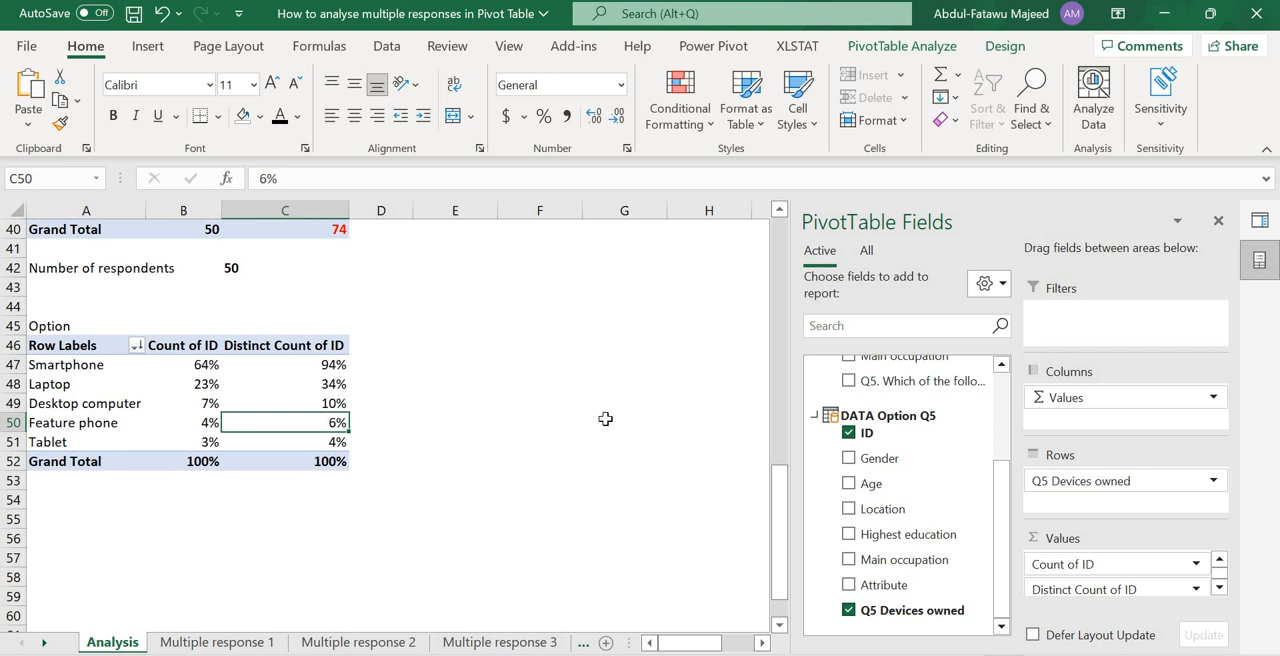 AutoSave Off How to analyse multiple responses in Pivot Table Search (Alt+Q) Abdul-Fatawu Majeed AM
File Home Insert Page Layout Formulas Data Review View Add-ins Help Power Pivot XLSTAT PivotTable Analyze Design Comments Share
Paste Calibri 11 A A ab General Conditional Formatting Format as Table Cell Styles Insert Delete Format Σ Sort & Filter Find & Select Analyze Data Sensitivity
B I U A $ % 9
Clipboard Font Alignment Number Styles Cells Editing Analysis Sensitivity
C50 fx 6%
A B C D E F G H
40 Grand Total 50 74
41
42 Number of respondents 50
43
44
45 Option
46 Row Labels Count of ID Distinct Count of ID
47 Smartphone 64% 94%
48 Laptop 23% 34%
49 Desktop computer 7% 10%
50 Feature phone 4% 6%
51 Tablet 3% 4%
52 Grand Total 100% 100%
53
54
55
56
57
58
59
60
Analysis Multiple response 1 Multiple response 2 Multiple response 3 ...
PivotTable Fields
Active All
Choose fields to add to
report:
Search
Main occupation
Q5. Which of the follo...
DATA Option Q5
ID
Gender
Age
Location
Highest education
Main occupation
Attribute
Q5 Devices owned
Drag fields between areas below:
Filters
Columns
Σ Values
Rows
Q5 Devices owned
Σ Values
Count of ID
Distinct Count of ID
Defer Layout Update Update